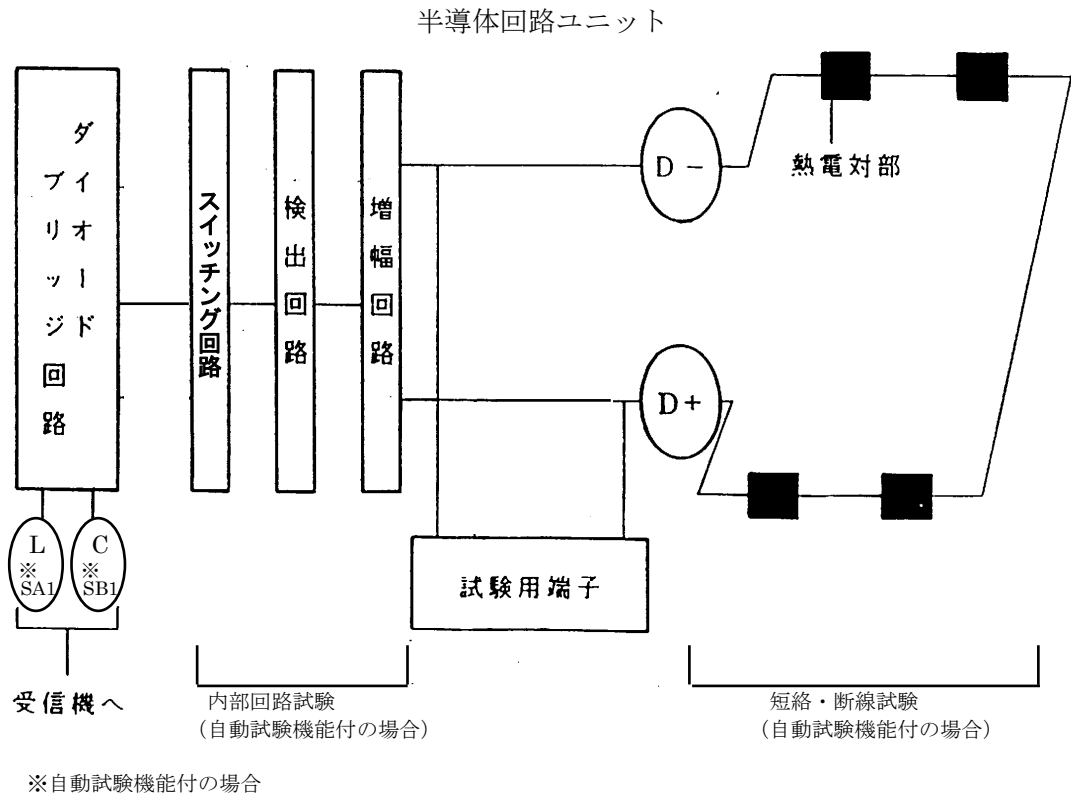 半導体回路ユニット
ダイオード
ブリッジ回路
スイッチング回路
検出回路
増幅回路
D −
熱電対部
D+
L
※
SA1
C
※
SB1
試験用端子
受信機へ
内部回路試験
（自動試験機能付の場合）
短絡・断線試験
（自動試験機能付の場合）
※自動試験機能付の場合